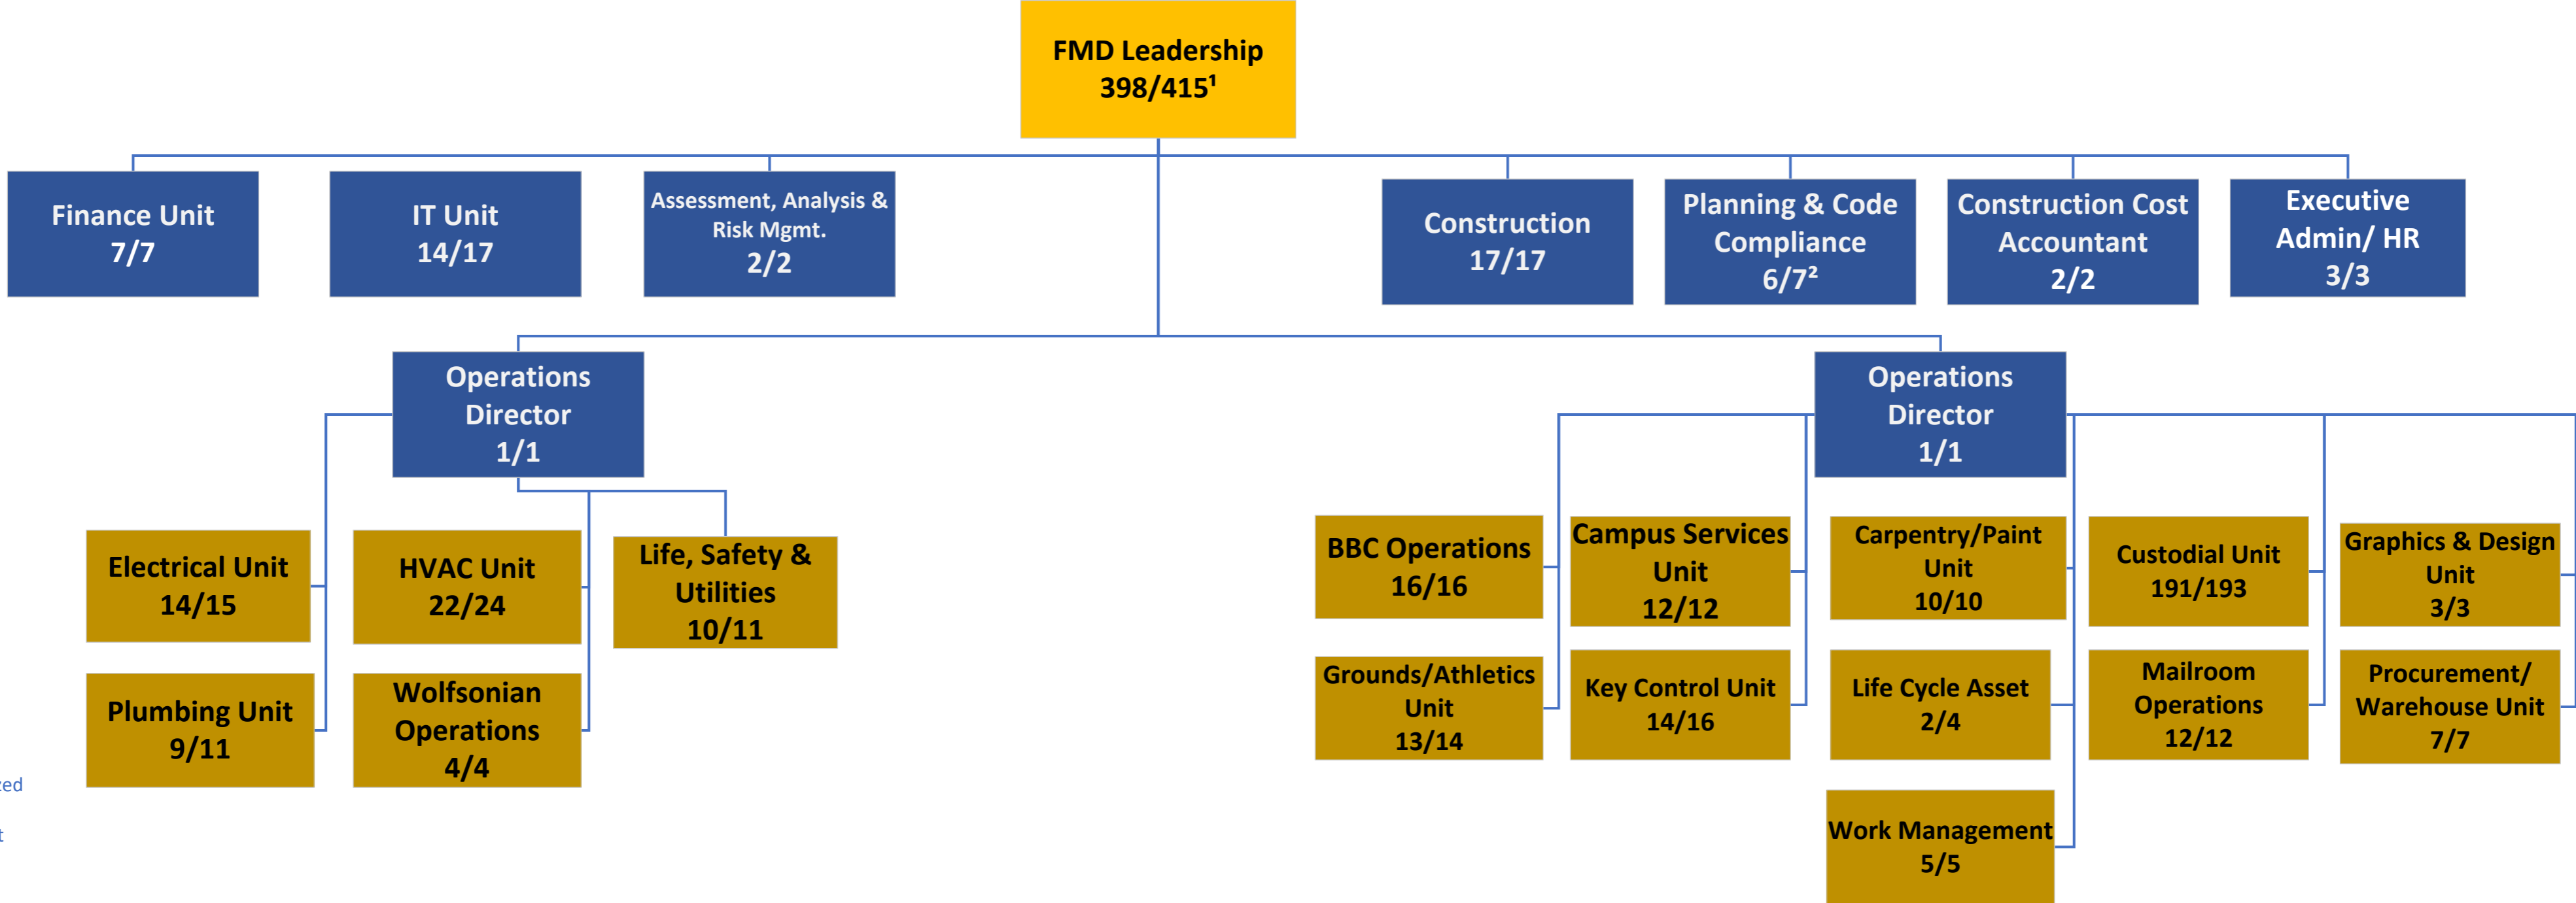 FMD Leadership
398/415¹
Finance Unit
7/7
IT Unit
14/17
Assessment, Analysis &
Risk Mgmt.
2/2
Construction
17/17
Planning & Code
Compliance
6/7²
Construction Cost
Accountant
2/2
Executive
Admin/ HR
3/3
Operations
Director
1/1
Operations
Director
1/1
Electrical Unit
14/15
HVAC Unit
22/24
Life, Safety &
Utilities
10/11
Plumbing Unit
9/11
Wolfsonian
Operations
4/4
BBC Operations
16/16
Campus Services
Unit
12/12
Carpentry/Paint
Unit
10/10
Custodial Unit
191/193
Graphics & Design
Unit
3/3
Grounds/Athletics
Unit
13/14
Key Control Unit
14/16
Life Cycle Asset
2/4
Mailroom
Operations
12/12
Procurement/
Warehouse Unit
7/7
Work Management
5/5